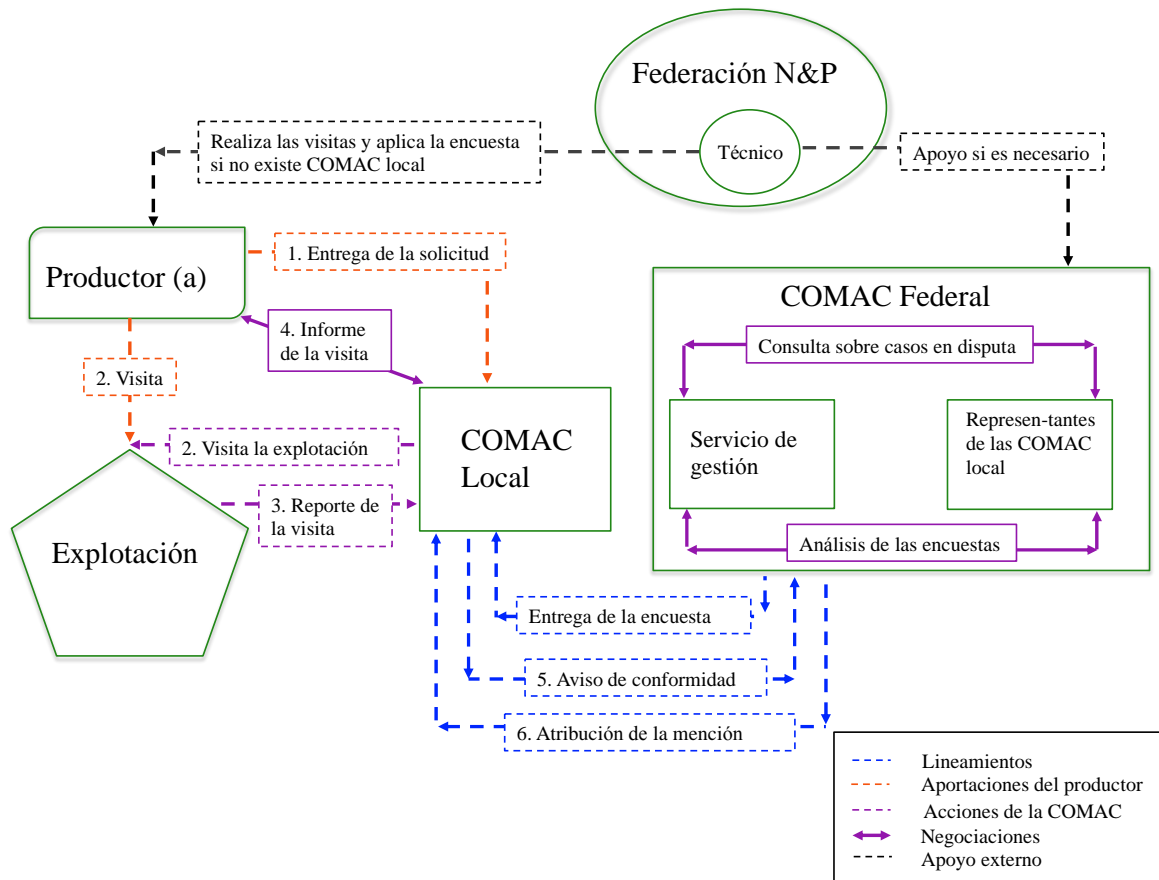 Federación N&P
Técnico
Realiza las visitas y aplica la encuesta
si no existe COMAC local
Apoyo si es necesario
Productor (a)
1. Entrega de la solicitud
COMAC Federal
4. Informe
de la visita
Consulta sobre casos en disputa
2. Visita
2. Visita la explotación
COMAC
Local
Servicio de
gestión
Represen-tantes
de las COMAC
local
3. Reporte de
la visita
Explotación
Análisis de las encuestas
Entrega de la encuesta
5. Aviso de conformidad
6. Atribución de la mención
Lineamientos
Aportaciones del productor
Acciones de la COMAC
Negociaciones
Apoyo externo